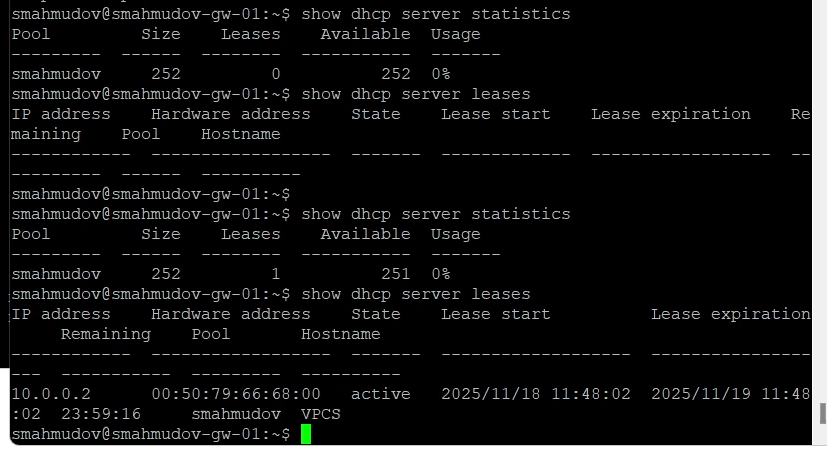 smahmudov@smahmudov-gw-01:~$ show dhcp server statistics
Pool         Size    Leases    Available  Usage
---------  ------  --------  -----------  -------
smahmudov     252         0          252  0%
smahmudov@smahmudov-gw-01:~$ show dhcp server leases
IP address    Hardware address    State    Lease start    Lease expiration    Re
maining    Pool    Hostname
------------  ------------------  -------  -------------  ------------------  --
---------  ------  ----------
smahmudov@smahmudov-gw-01:~$
smahmudov@smahmudov-gw-01:~$ show dhcp server statistics
Pool         Size    Leases    Available  Usage
---------  ------  --------  -----------  -------
smahmudov     252         1          251  0%
smahmudov@smahmudov-gw-01:~$ show dhcp server leases
IP address    Hardware address    State    Lease start          Lease expiration
     Remaining    Pool       Hostname
------------  ------------------  -------  -------------------  ----------------
---  -----------  ---------  ----------
10.0.0.2      00:50:79:66:68:00   active   2025/11/18 11:48:02  2025/11/19 11:48
:02  23:59:16     smahmudov  VPCS
smahmudov@smahmudov-gw-01:~$